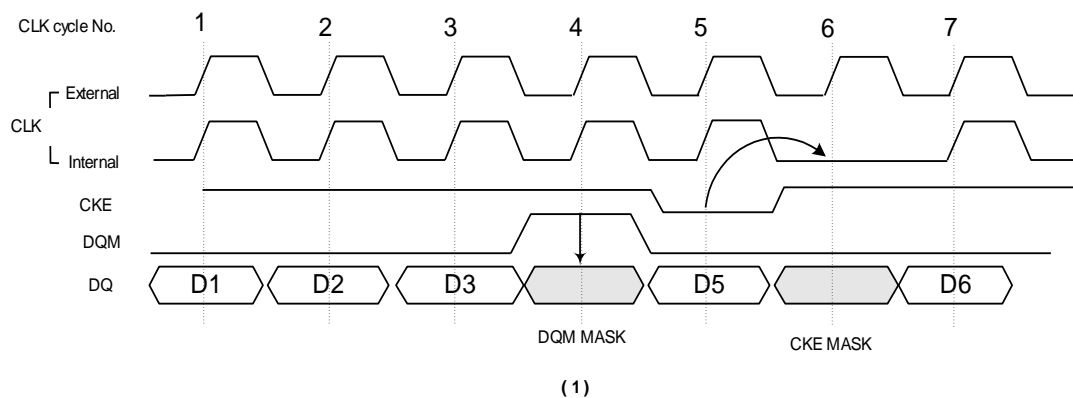 CLK cycle No. 1 2 3 4 5 6 7
External
CLK
Internal
CKE
DQM
DQ D1 D2 D3 D5 D6
DQM MASK CKE MASK
( 1 )